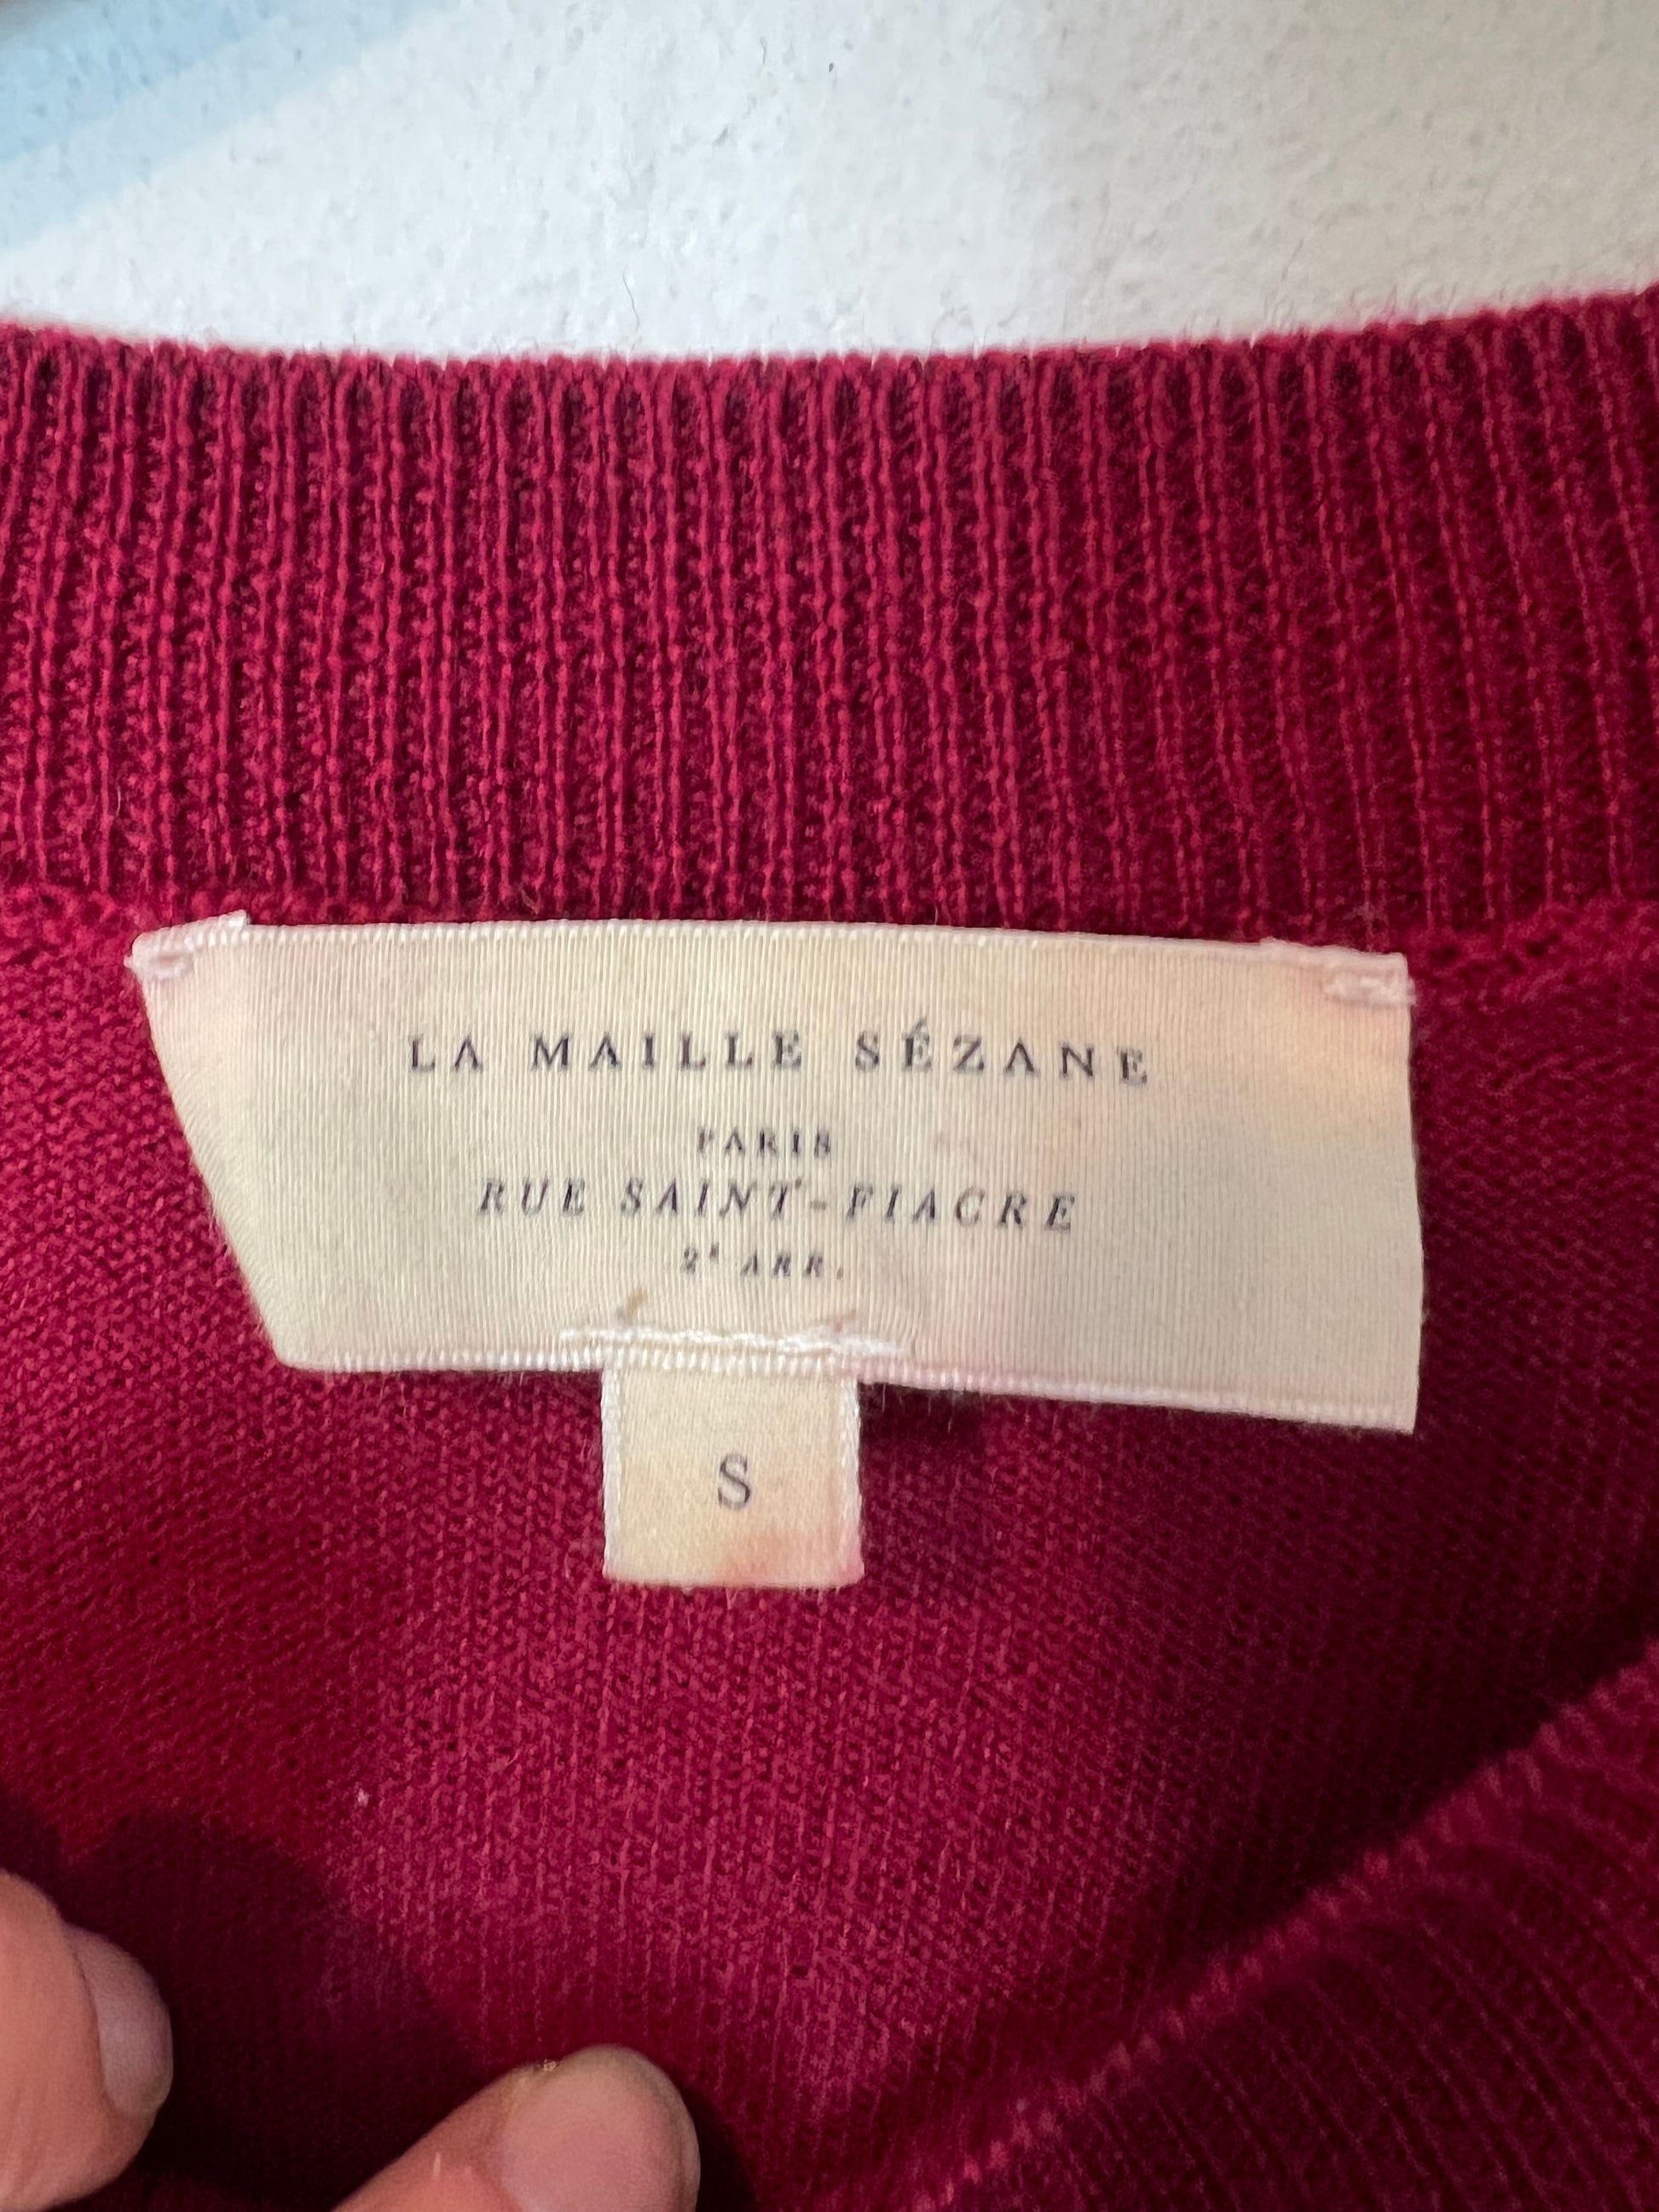 LA MAILLE SÉZANE
PARIS
RUE SAINT-FIACRE
2e ARR.
S